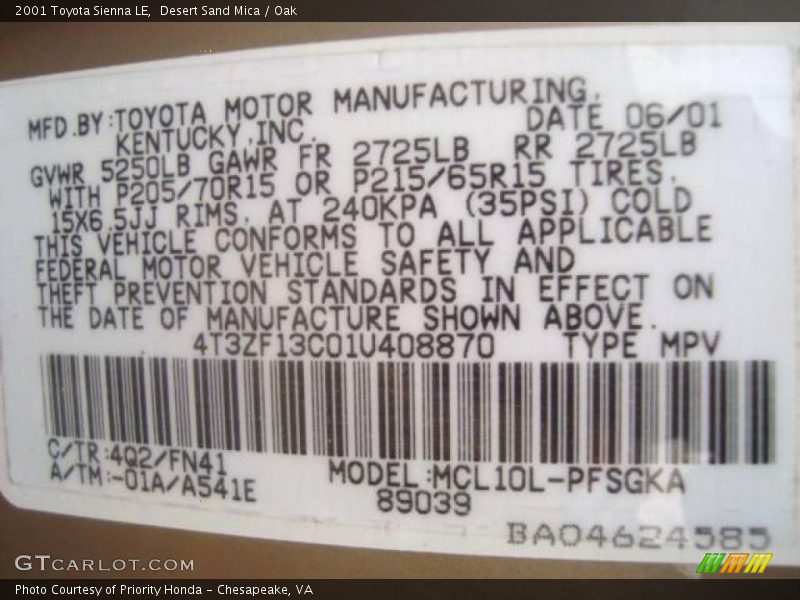 2001 Toyota Sienna LE,  Desert Sand Mica / Oak
MFD.BY:TOYOTA MOTOR MANUFACTURING.
KENTUCKY,INC. DATE 06/01
GVWR 5250LB GAWR FR 2725LB RR 2725LB
WITH P205/70R15 OR P215/65R15 TIRES.
15X6.5JJ RIMS. AT 240KPA (35PSI) COLD
THIS VEHICLE CONFORMS TO ALL APPLICABLE
FEDERAL MOTOR VEHICLE SAFETY AND
THEFT PREVENTION STANDARDS IN EFFECT ON
THE DATE OF MANUFACTURE SHOWN ABOVE.
4T3ZF13C01U408870 TYPE MPV
C/TR:4Q2/FN41
A/TM:-01A/A541E
MODEL:MCL10L-PFSGKA
89039
BA04624585
GTCARLOT.COM
Photo Courtesy of Priority Honda - Chesapeake, VA